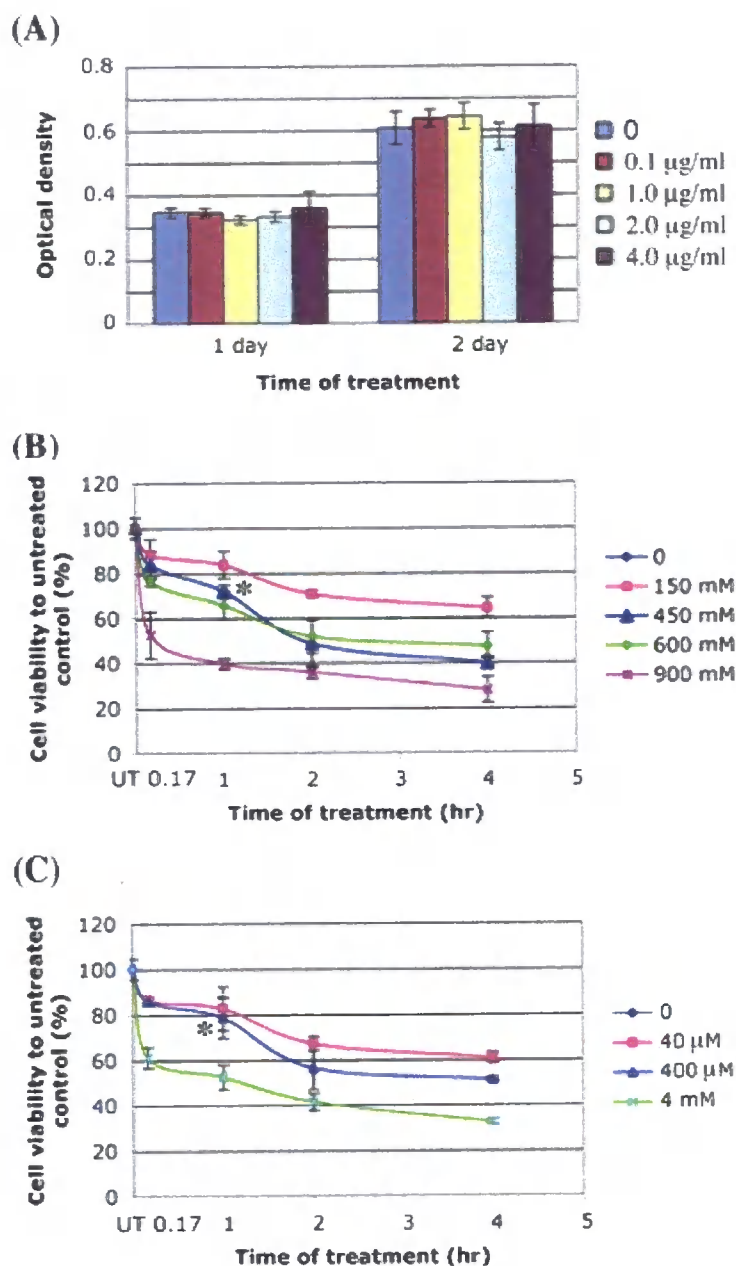 (A)
0.8
0.6
0.4
0.2
0
Optical density
1 day
2 day
Time of treatment
0
0.1 µg/ml
1.0 µg/ml
2.0 µg/ml
4.0 µg/ml
(B)
120
100
80
60
40
20
0
Cell viability to untreated
control (%)
*
UT 0.17 1 2 3 4 5
Time of treatment (hr)
0
150 mM
450 mM
600 mM
900 mM
(C)
120
100
80
60
40
20
0
Cell viability to untreated
control (%)
*
UT 0.17 1 2 3 4 5
Time of treatment (hr)
0
40 µM
400 µM
4 mM